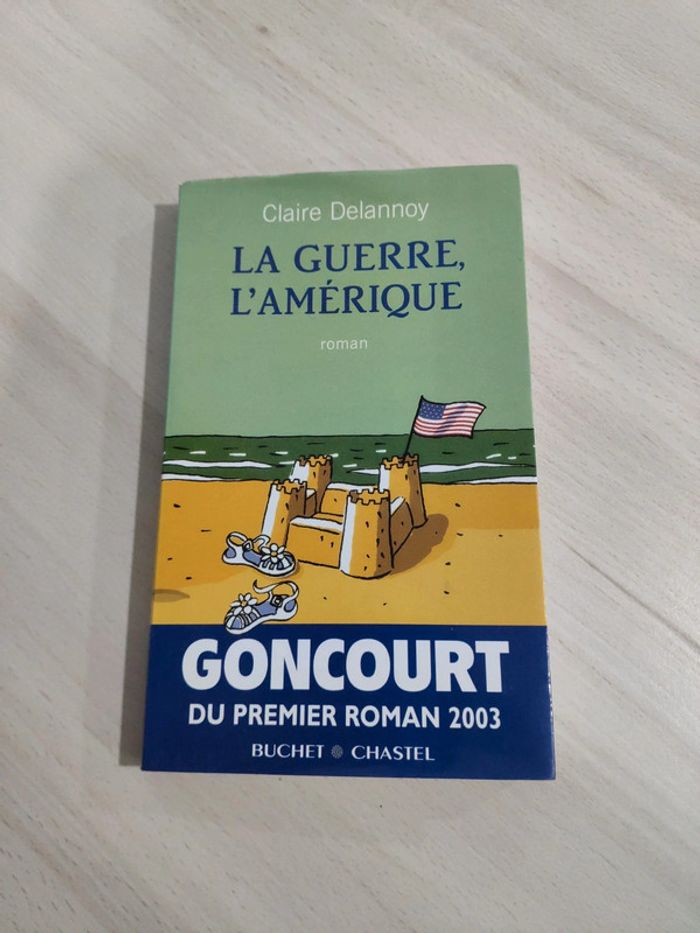 Claire Delannoy
LA GUERRE,
L'AMÉRIQUE
roman
GONCOURT
DU PREMIER ROMAN 2003
BUCHET CHASTEL